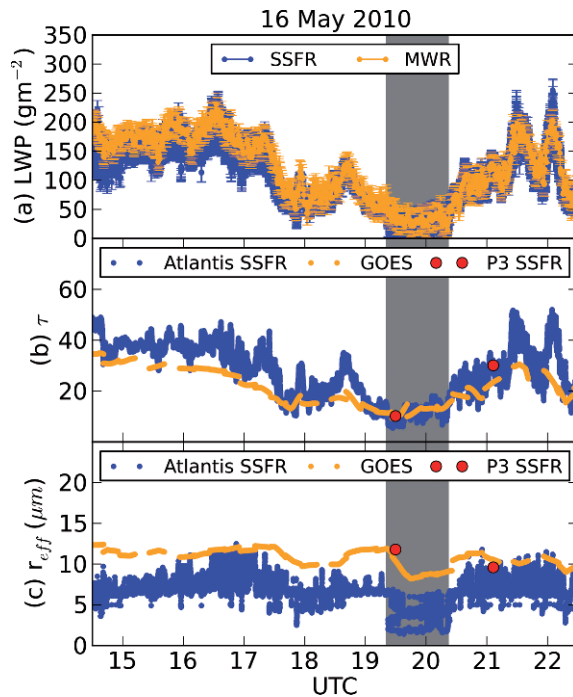 16 May 2010
350
300
250
200
150
100
50
0
(a) LWP (gm⁻²)
SSFR MWR
60
40
20
(b) τ
Atlantis SSFR GOES P3 SSFR
20
15
10
5
0
(c) r_eff (μm)
Atlantis SSFR GOES P3 SSFR
15 16 17 18 19 20 21 22
UTC